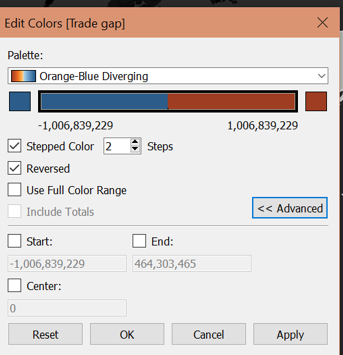 Edit Colors [Trade gap]
Palette:
Orange-Blue Diverging
-1,006,839,229 1,006,839,229
Stepped Color 2 Steps
Reversed
Use Full Color Range
Include Totals
<< Advanced
Start: End:
-1,006,839,229 464,303,465
Center:
0
Reset OK Cancel Apply